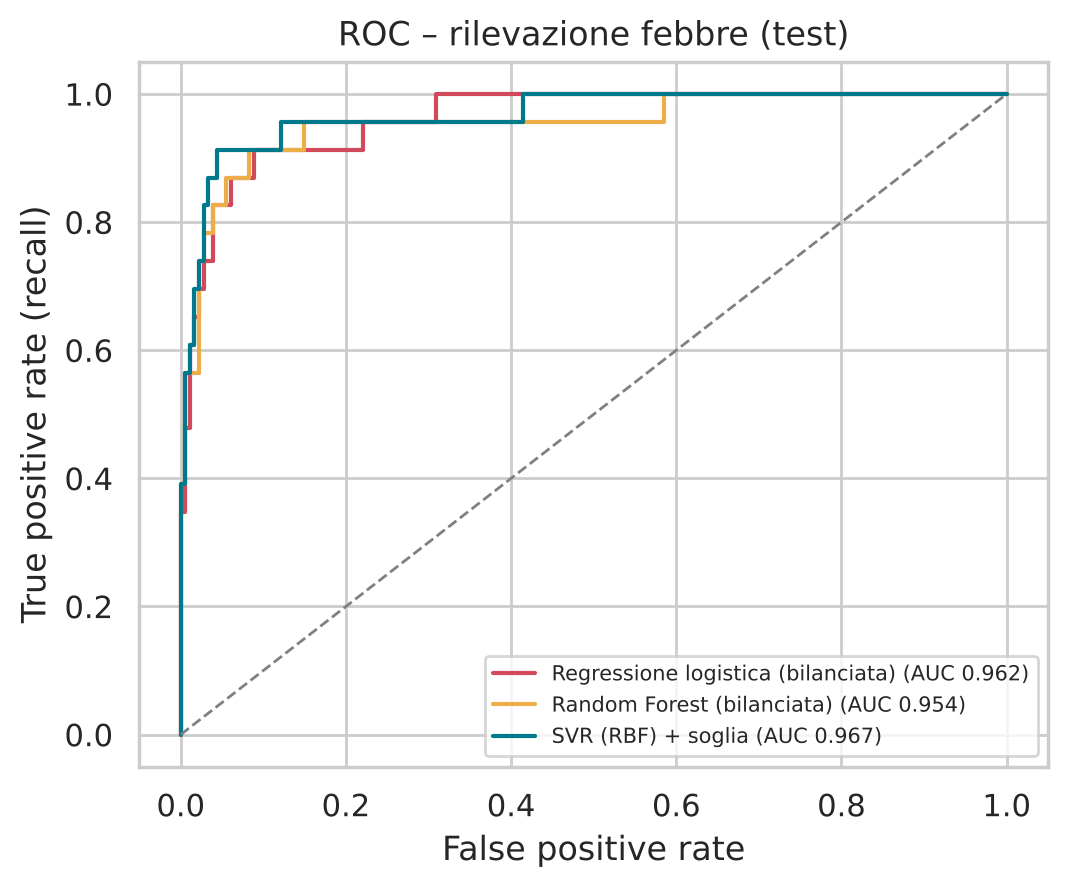 ROC – rilevazione febbre (test)
True positive rate (recall)
1.0
0.8
0.6
0.4
0.2
0.0
Regressione logistica (bilanciata) (AUC 0.962)
Random Forest (bilanciata) (AUC 0.954)
SVR (RBF) + soglia (AUC 0.967)
0.0 0.2 0.4 0.6 0.8 1.0
False positive rate